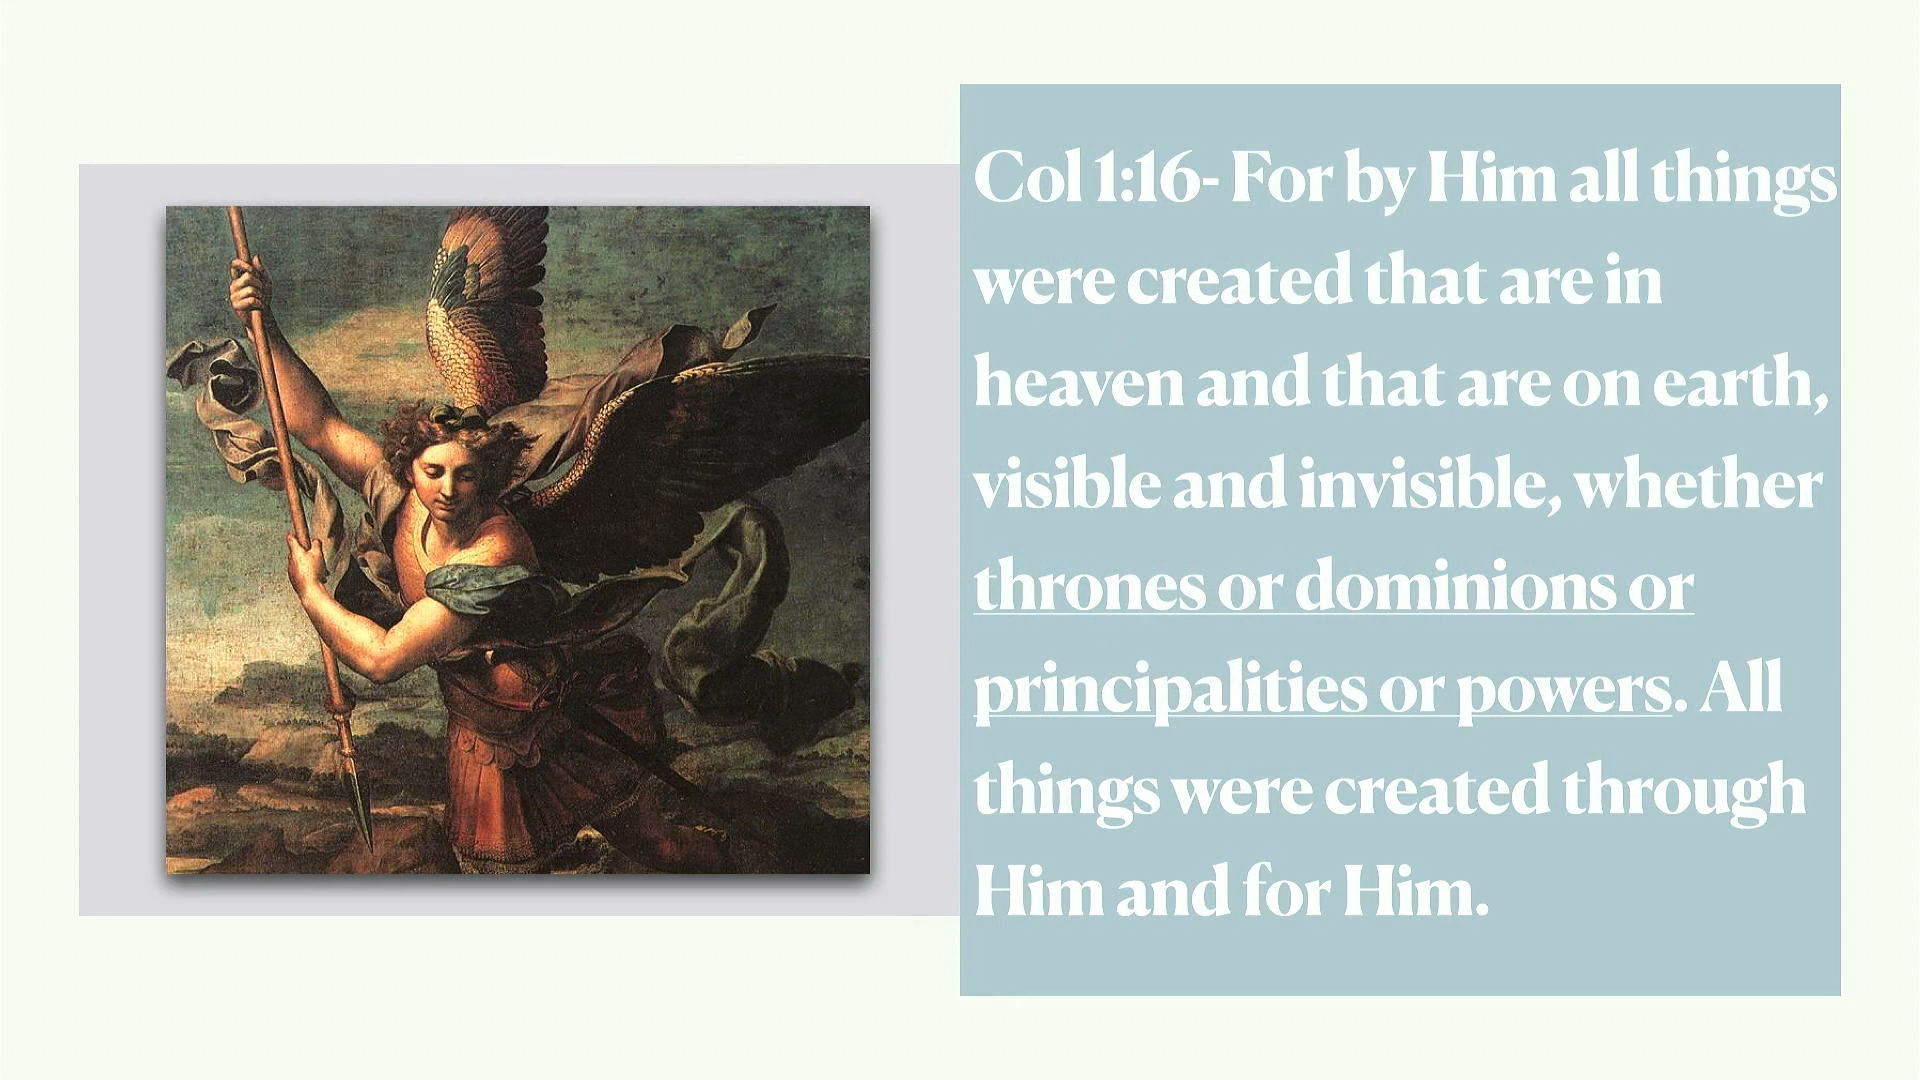 Col 1:16- For by Him all things
were created that are in
heaven and that are on earth,
visible and invisible, whether
thrones or dominions or
principalities or powers. All
things were created through
Him and for Him.